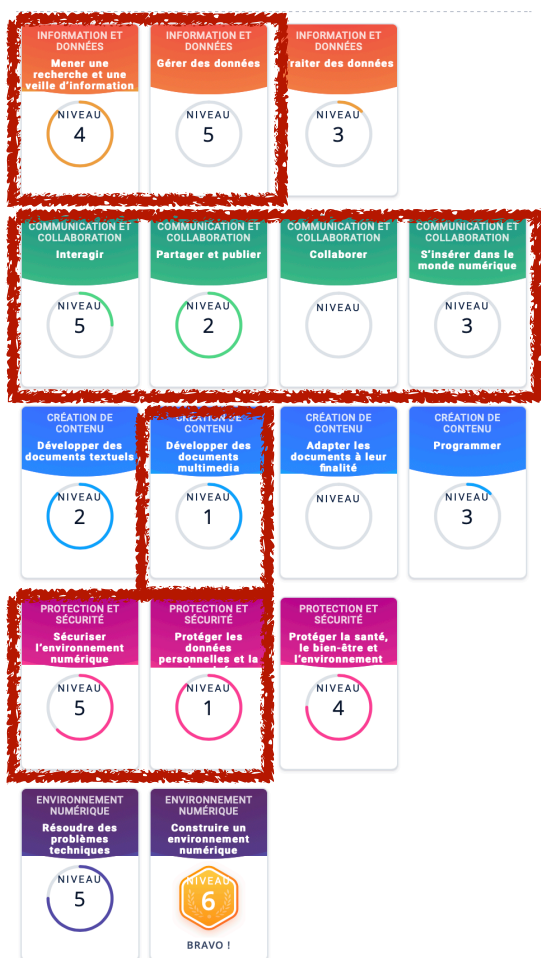 INFORMATION ET
DONNÉES
Mener une
recherche et une
veille d'information
NIVEAU
4
INFORMATION ET
DONNÉES
Gérer des données
NIVEAU
5
INFORMATION ET
DONNÉES
raiter des données
NIVEAU
3
COMMUNICATION ET
COLLABORATION
Interagir
NIVEAU
5
COMMUNICATION ET
COLLABORATION
Partager et publier
NIVEAU
2
COMMUNICATION ET
COLLABORATION
Collaborer
NIVEAU
COMMUNICATION ET
COLLABORATION
S'insérer dans le
monde numérique
NIVEAU
3
CRÉATION DE
CONTENU
Développer des
documents textuels
NIVEAU
2
CRÉATION DE
CONTENU
Développer des
documents
multimedia
NIVEAU
1
CRÉATION DE
CONTENU
Adapter les
documents à leur
finalité
NIVEAU
CRÉATION DE
CONTENU
Programmer
NIVEAU
3
PROTECTION ET
SÉCURITÉ
Sécuriser
l'environnement
numérique
NIVEAU
5
PROTECTION ET
SÉCURITÉ
Protéger les
données
personnelles et la
NIVEAU
1
PROTECTION ET
SÉCURITÉ
Protéger la santé,
le bien-être et
l'environnement
NIVEAU
4
ENVIRONNEMENT
NUMÉRIQUE
Résoudre des
problèmes
techniques
NIVEAU
5
ENVIRONNEMENT
NUMÉRIQUE
Construire un
environnement
numérique
NIVEAU
6
BRAVO !